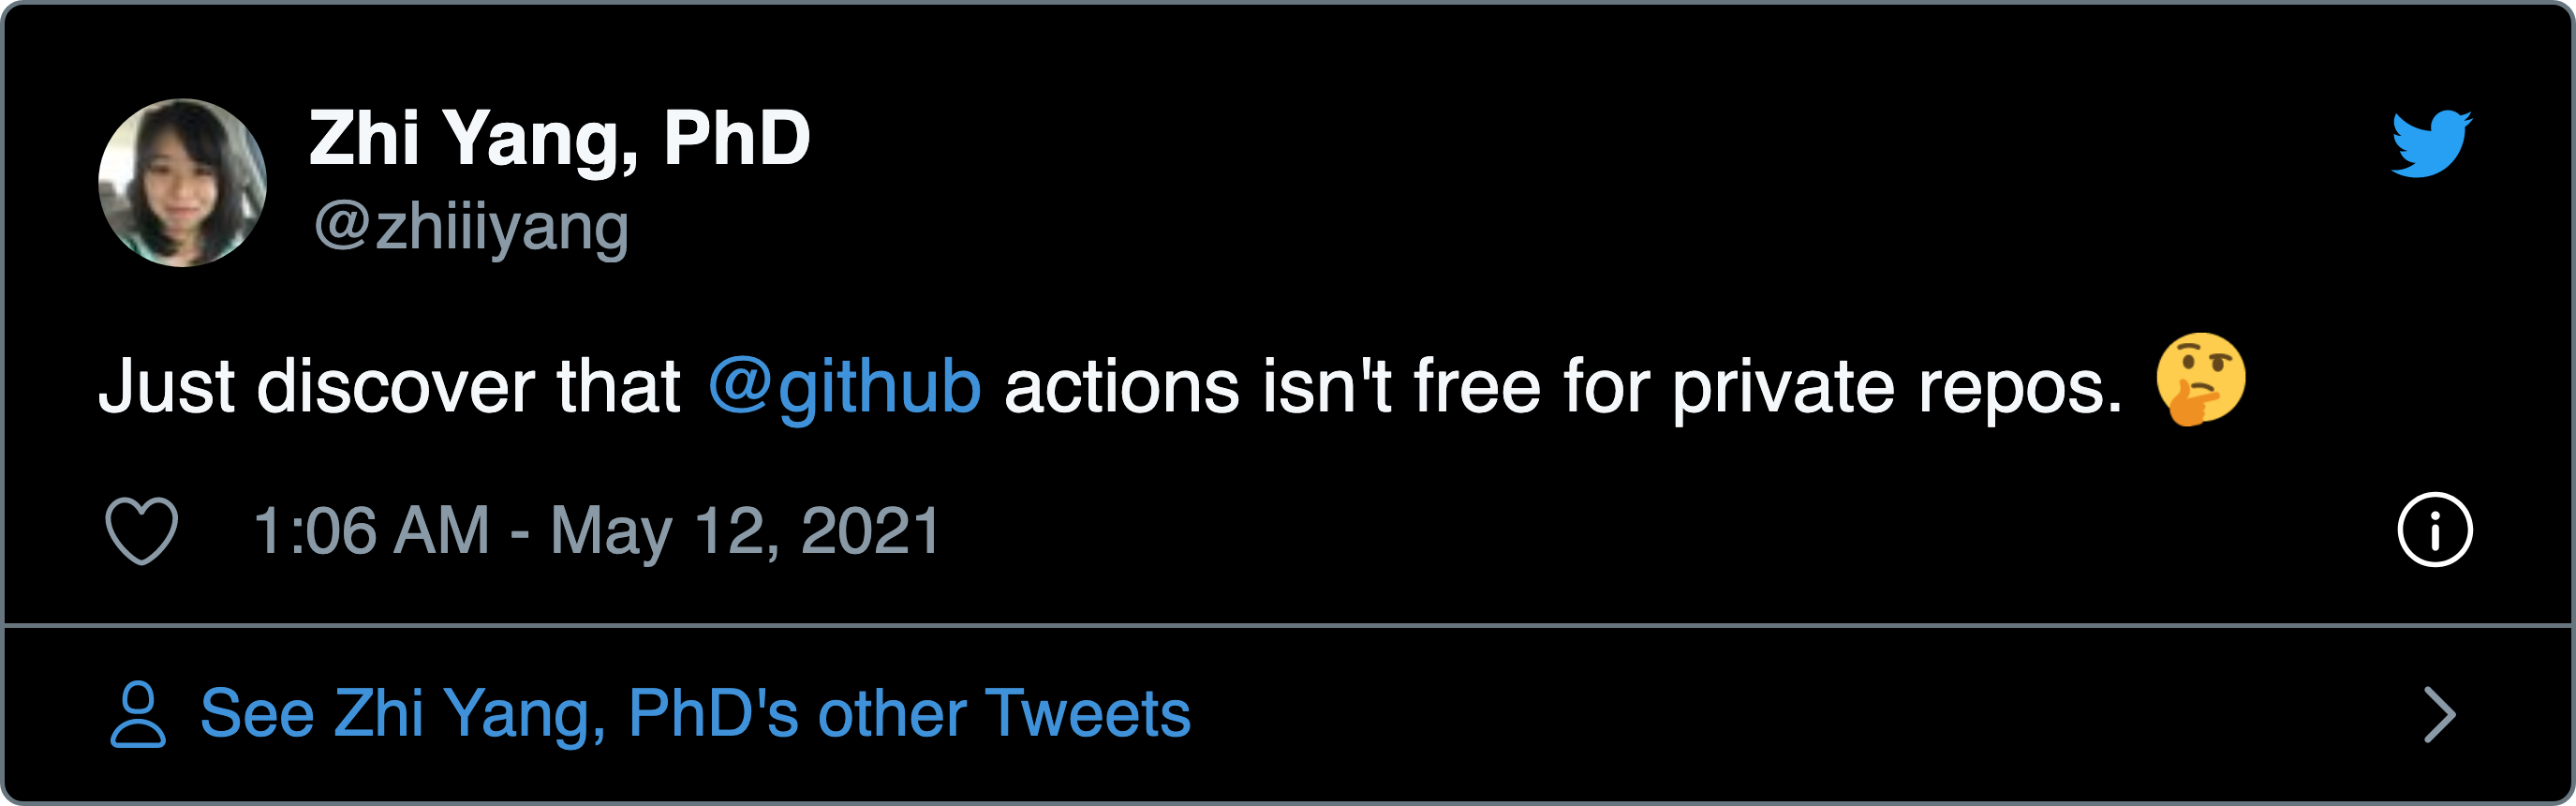 Zhi Yang, PhD
@zhiiiyang
Just discover that @github actions isn't free for private repos. 🤔
1:06 AM - May 12, 2021
See Zhi Yang, PhD's other Tweets